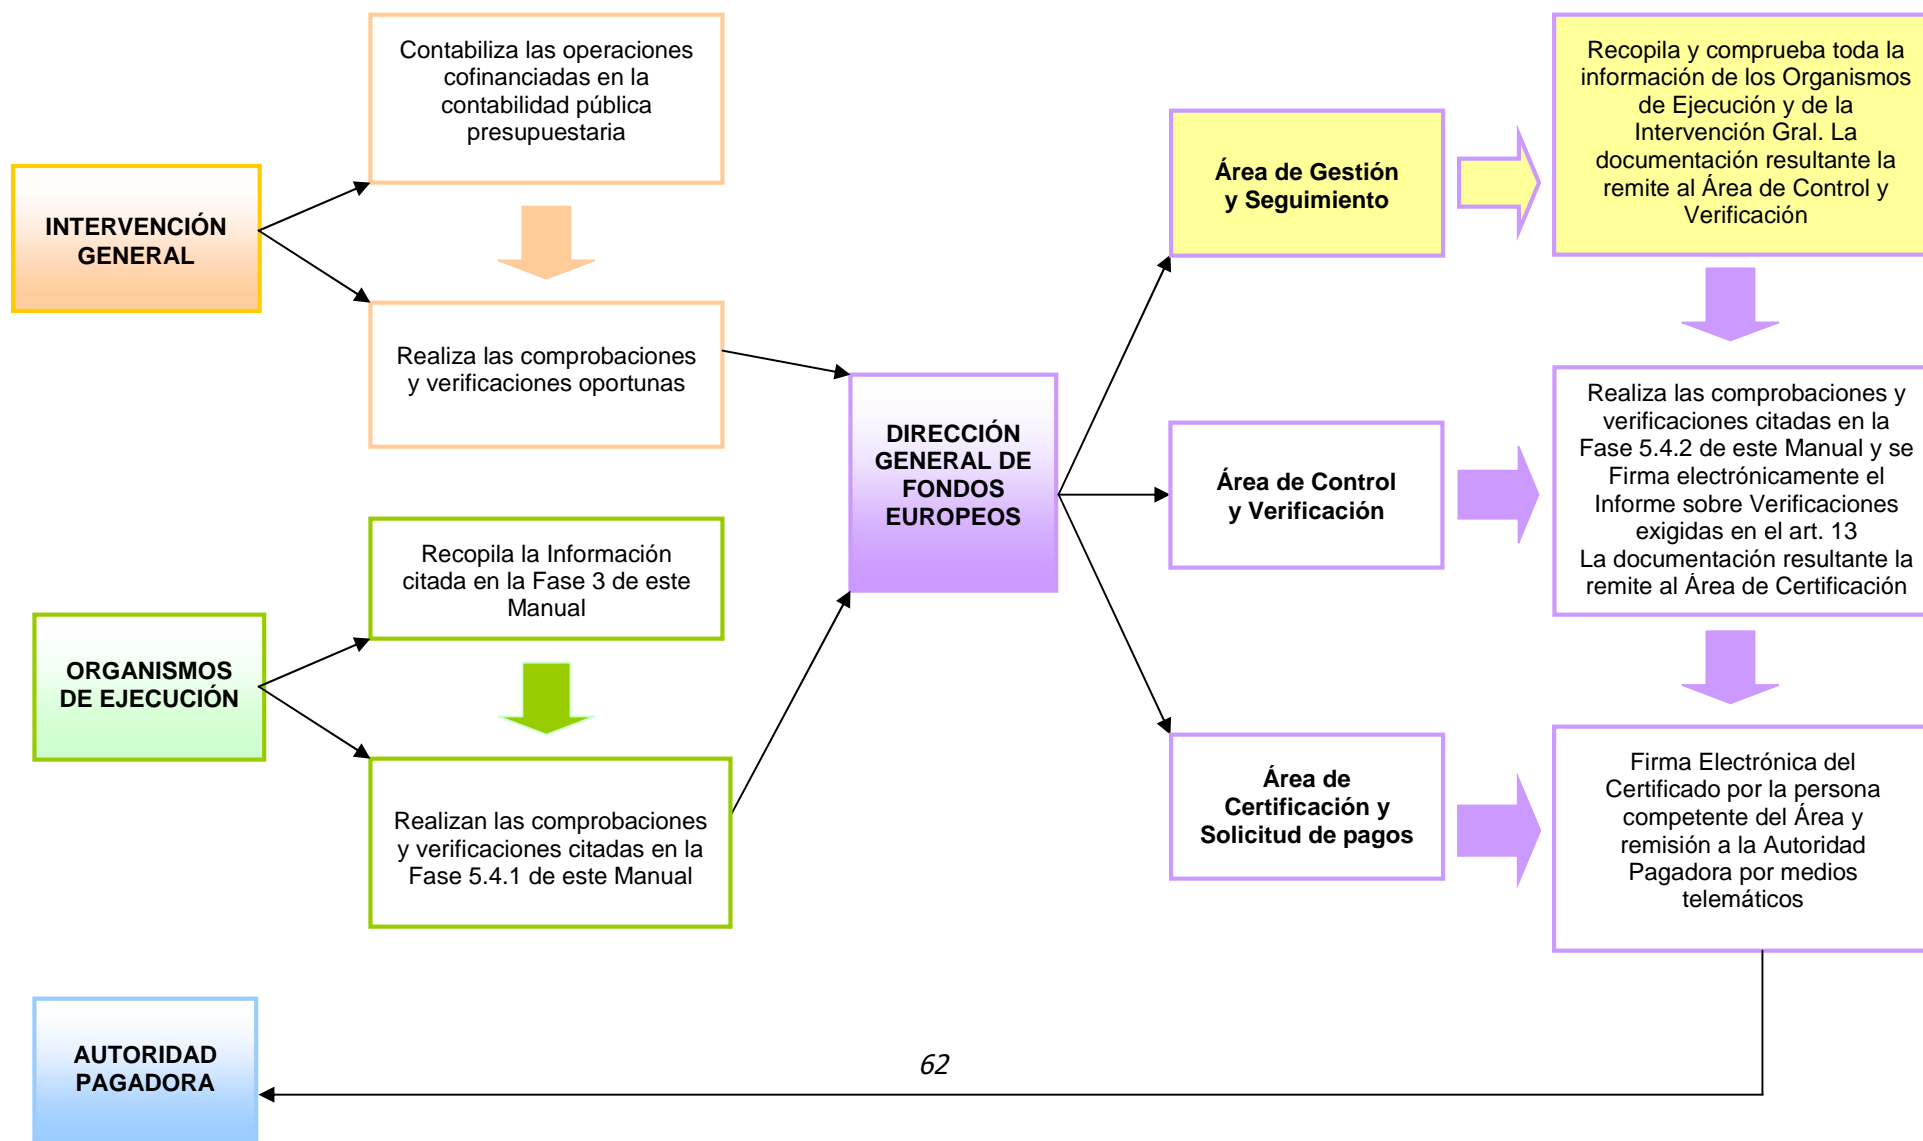 Contabiliza las operaciones
cofinanciadas en la
contabilidad pública
presupuestaria
INTERVENCIÓN
GENERAL
Realiza las comprobaciones
y verificaciones oportunas
Recopila la Información
citada en la Fase 3 de este
Manual
ORGANISMOS
DE EJECUCIÓN
Realizan las comprobaciones
y verificaciones citadas en la
Fase 5.4.1 de este Manual
DIRECCIÓN
GENERAL DE
FONDOS
EUROPEOS
Área de Gestión
y Seguimiento
Recopila y comprueba toda la
información de los Organismos
de Ejecución y de la
Intervención Gral. La
documentación resultante la
remite al Área de Control y
Verificación
Área de Control
y Verificación
Realiza las comprobaciones y
verificaciones citadas en la
Fase 5.4.2 de este Manual y se
Firma electrónicamente el
Informe sobre Verificaciones
exigidas en el art. 13
La documentación resultante la
remite al Área de Certificación
Área de
Certificación y
Solicitud de pagos
Firma Electrónica del
Certificado por la persona
competente del Área y
remisión a la Autoridad
Pagadora por medios
telemáticos
AUTORIDAD
PAGADORA
62